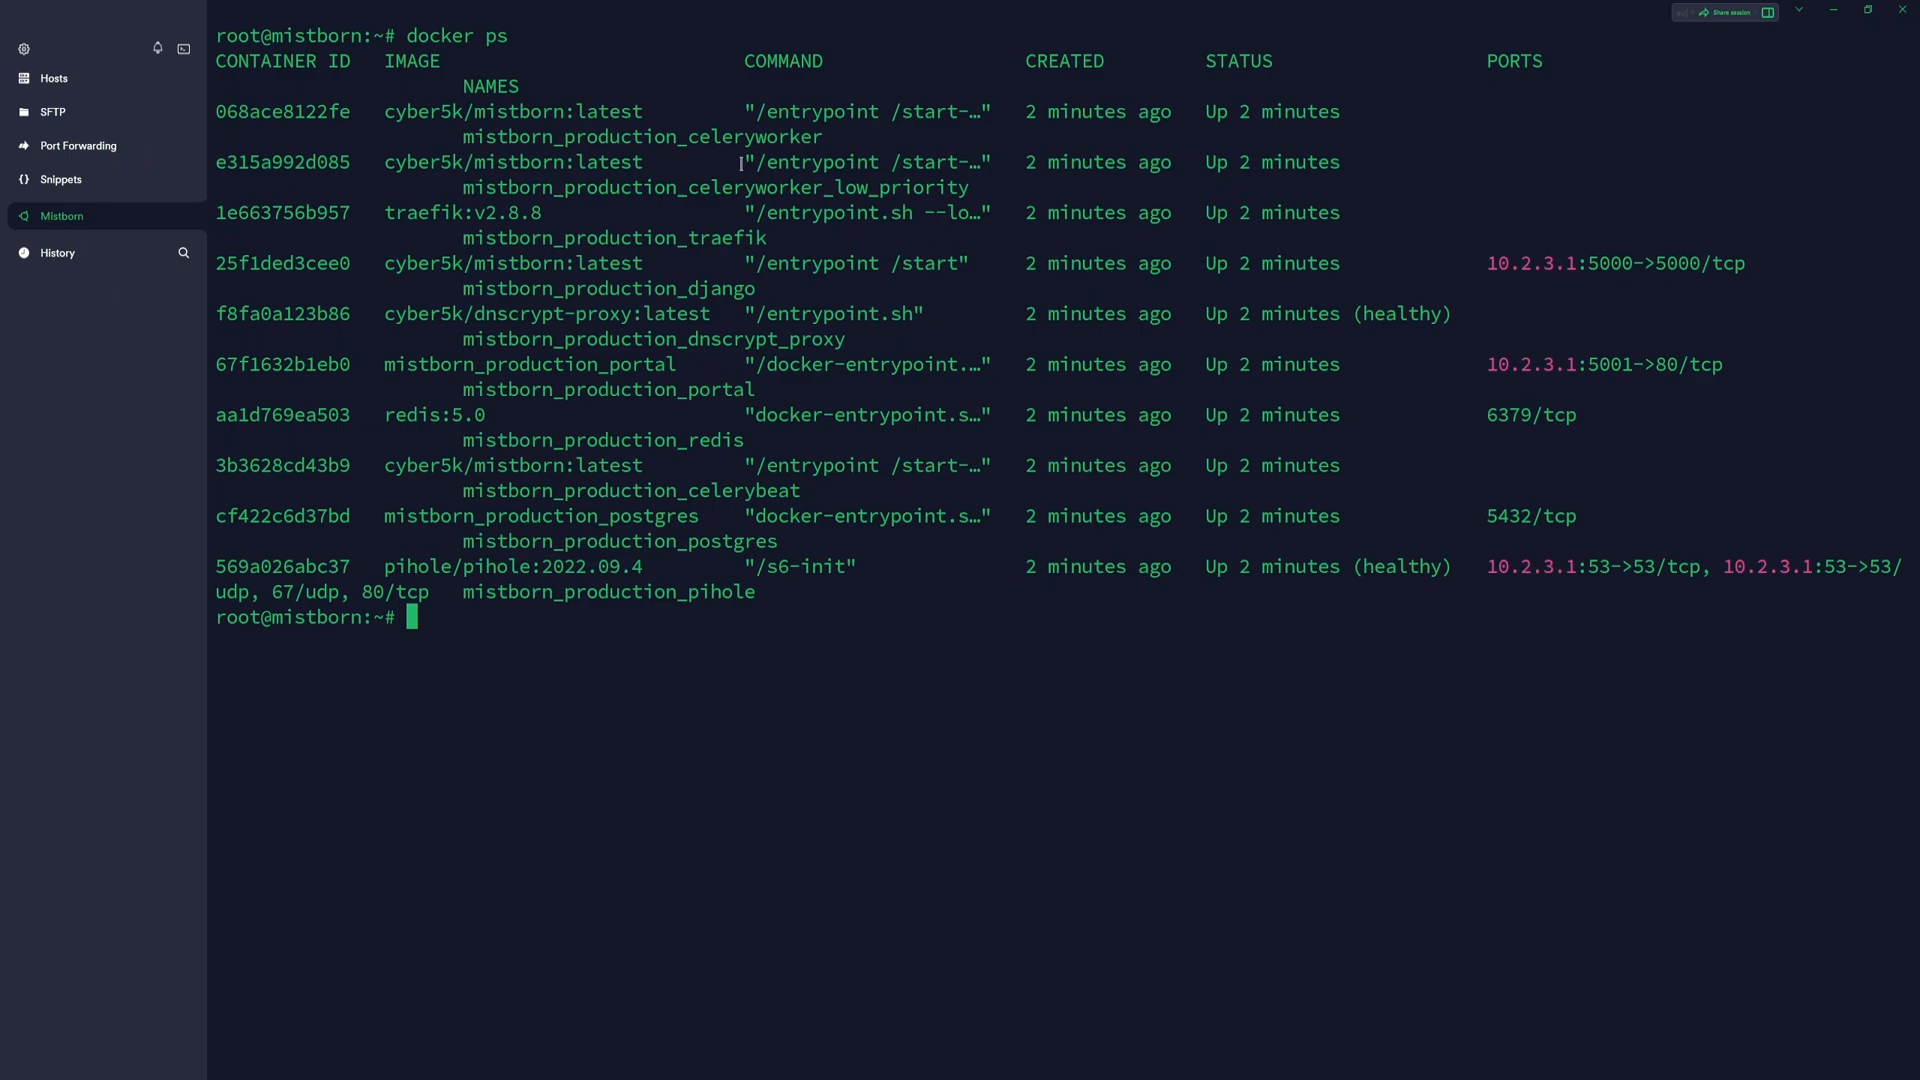 Share session
Hosts
SFTP
Port Forwarding
Snippets
Mistborn
History
root@mistborn:~# docker ps
CONTAINER ID   IMAGE                           COMMAND                  CREATED         STATUS                   PORTS
                      NAMES
068ace8122fe   cyber5k/mistborn:latest         "/entrypoint /start-…"   2 minutes ago   Up 2 minutes
                      mistborn_production_celeryworker
e315a992d085   cyber5k/mistborn:latest         "/entrypoint /start-…"   2 minutes ago   Up 2 minutes
                      mistborn_production_celeryworker_low_priority
1e663756b957   traefik:v2.8.8                  "/entrypoint.sh --lo…"   2 minutes ago   Up 2 minutes
                      mistborn_production_traefik
25f1ded3cee0   cyber5k/mistborn:latest         "/entrypoint /start"     2 minutes ago   Up 2 minutes             10.2.3.1:5000->5000/tcp
                      mistborn_production_django
f8fa0a123b86   cyber5k/dnscrypt-proxy:latest   "/entrypoint.sh"         2 minutes ago   Up 2 minutes (healthy)
                      mistborn_production_dnscrypt_proxy
67f1632b1eb0   mistborn_production_portal      "/docker-entrypoint.…"   2 minutes ago   Up 2 minutes             10.2.3.1:5001->80/tcp
                      mistborn_production_portal
aa1d769ea503   redis:5.0                       "docker-entrypoint.s…"   2 minutes ago   Up 2 minutes             6379/tcp
                      mistborn_production_redis
3b3628cd43b9   cyber5k/mistborn:latest         "/entrypoint /start-…"   2 minutes ago   Up 2 minutes
                      mistborn_production_celerybeat
cf422c6d37bd   mistborn_production_postgres    "docker-entrypoint.s…"   2 minutes ago   Up 2 minutes             5432/tcp
                      mistborn_production_postgres
569a026abc37   pihole/pihole:2022.09.4         "/s6-init"               2 minutes ago   Up 2 minutes (healthy)   10.2.3.1:53->53/tcp, 10.2.3.1:53->53/
udp, 67/udp, 80/tcp   mistborn_production_pihole
root@mistborn:~#